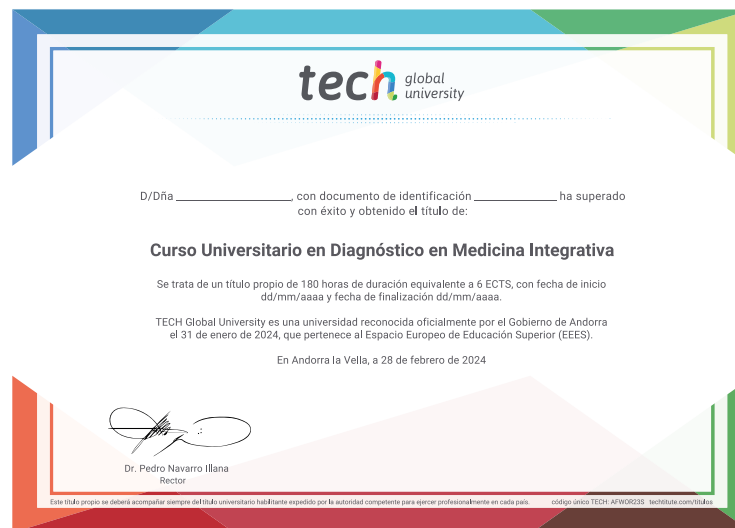 tech global university
D/Dña ____________________, con documento de identificación ______________ ha superado
con éxito y obtenido el título de:
Curso Universitario en Diagnóstico en Medicina Integrativa
Se trata de un título propio de 180 horas de duración equivalente a 6 ECTS, con fecha de inicio
dd/mm/aaaa y fecha de finalización dd/mm/aaaa.
TECH Global University es una universidad reconocida oficialmente por el Gobierno de Andorra
el 31 de enero de 2024, que pertenece al Espacio Europeo de Educación Superior (EEES).
En Andorra la Vella, a 28 de febrero de 2024
Dr. Pedro Navarro Illana
Rector
Este título propio se deberá acompañar siempre del título universitario habilitante expedido por la autoridad competente para ejercer profesionalmente en cada país. código único TECH: AFWOR23S techtitute.com/titulos